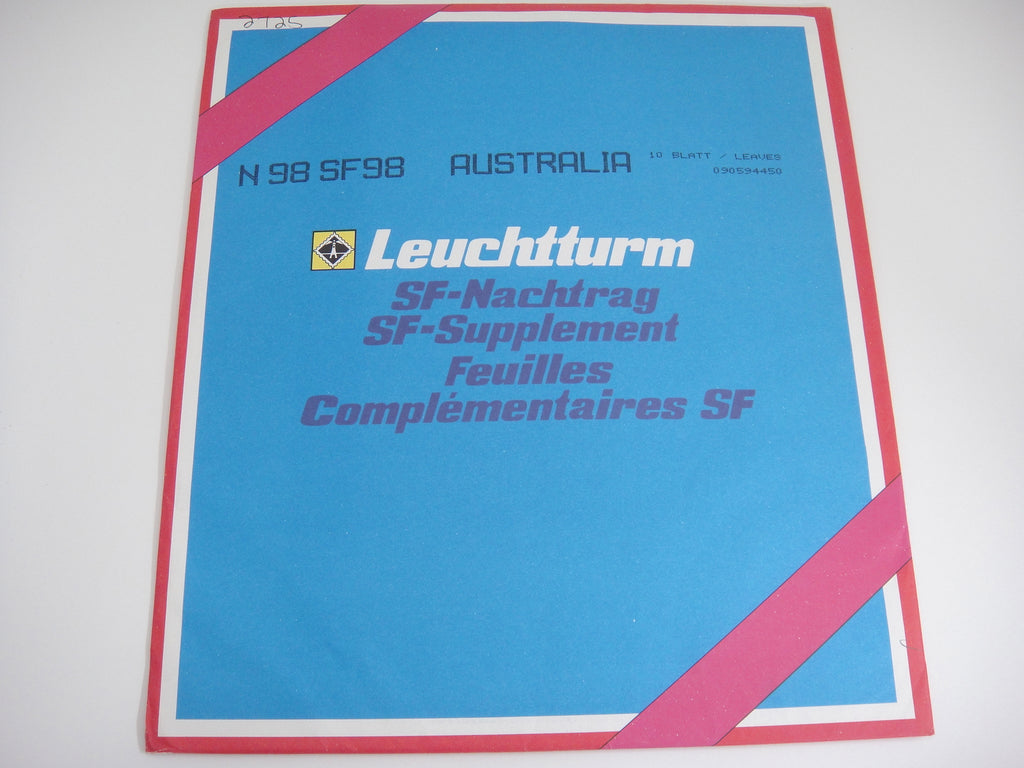 2725
N 98 SF98 AUSTRALIA 10 BLATT / LEAVES
090594450
Leuchtturm
SF-Nachtrag
SF-Supplement
Feuilles
Complémentaires SF